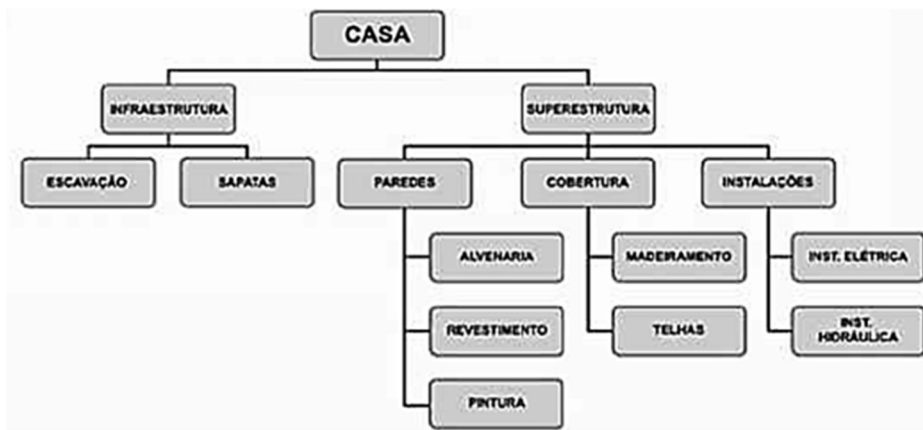 CASA
INFRAESTRUTURA
SUPERESTRUTURA
ESCAVAÇÃO
SAPATAS
PAREDES
COBERTURA
INSTALAÇÕES
ALVENARIA
MADEIRAMENTO
INST. ELÉTRICA
REVESTIMENTO
TELHAS
INST.
HIDRÁULICA
PINTURA